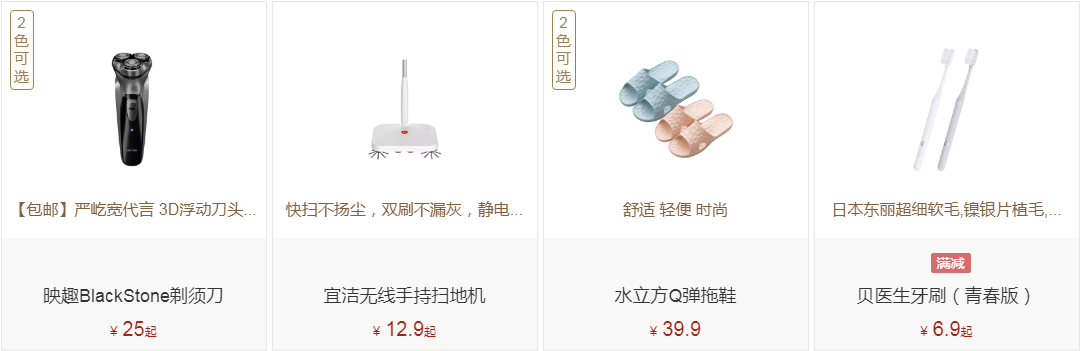 2色可选
【包邮】严屹宽代言 3D浮动刀头...
映趣BlackStone剃须刀
¥ 25起
快扫不扬尘，双刷不漏灰，静电...
宜洁无线手持扫地机
¥ 12.9起
2色可选
舒适 轻便 时尚
水立方Q弹拖鞋
¥ 39.9
日本东丽超细软毛,镍银片植毛,...
满减
贝医生牙刷（青春版）
¥ 6.9起